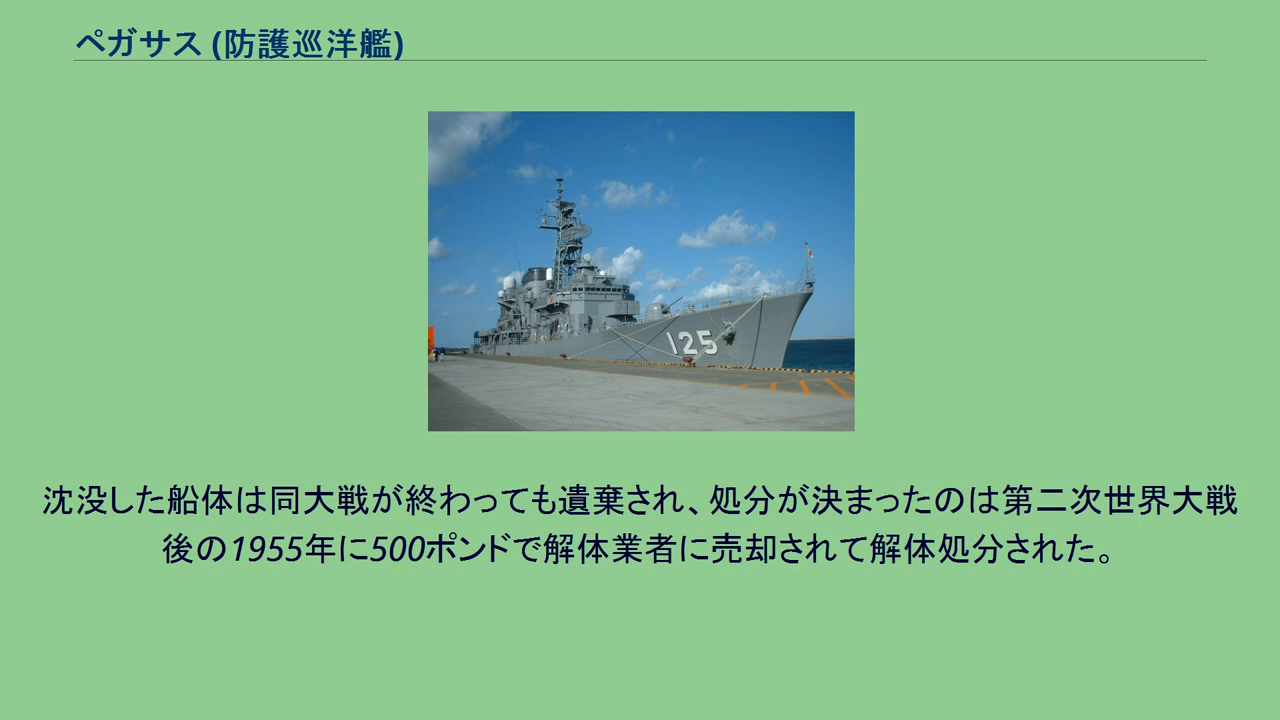 ペガサス (防護巡洋艦)
125
沈没した船体は同大戦が終わっても遺棄され、処分が決まったのは第二次世界大戦
後の1955年に500ポンドで解体業者に売却されて解体処分された。